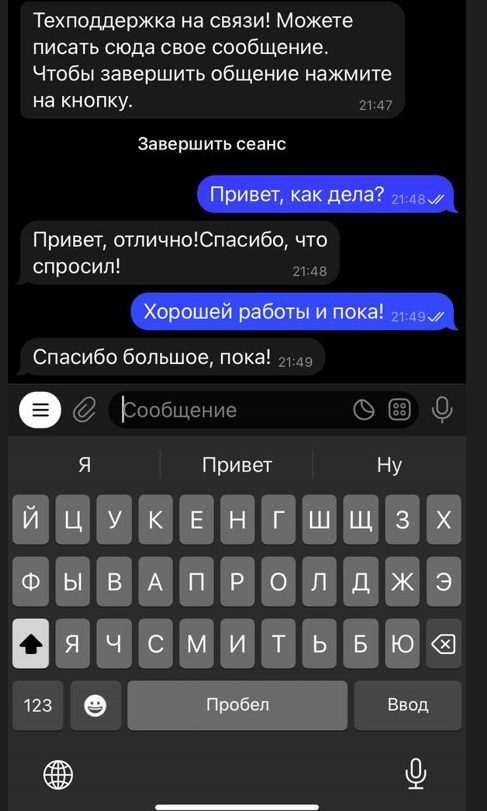 Техподдержка на связи! Можете
писать сюда свое сообщение.
Чтобы завершить общение нажмите
на кнопку.
21:47
Завершить сеанс
Привет, как дела? 21:48
Привет, отлично!Спасибо, что
спросил!
21:48
Хорошей работы и пока! 21:49
Спасибо большое, пока! 21:49
Сообщение
Я Привет Ну
Й Ц У К Е Н Г Ш Щ З Х
Ф Ы В А П Р О Л Д Ж Э
Я Ч С М И Т Ь Б Ю
123 Пробел Ввод